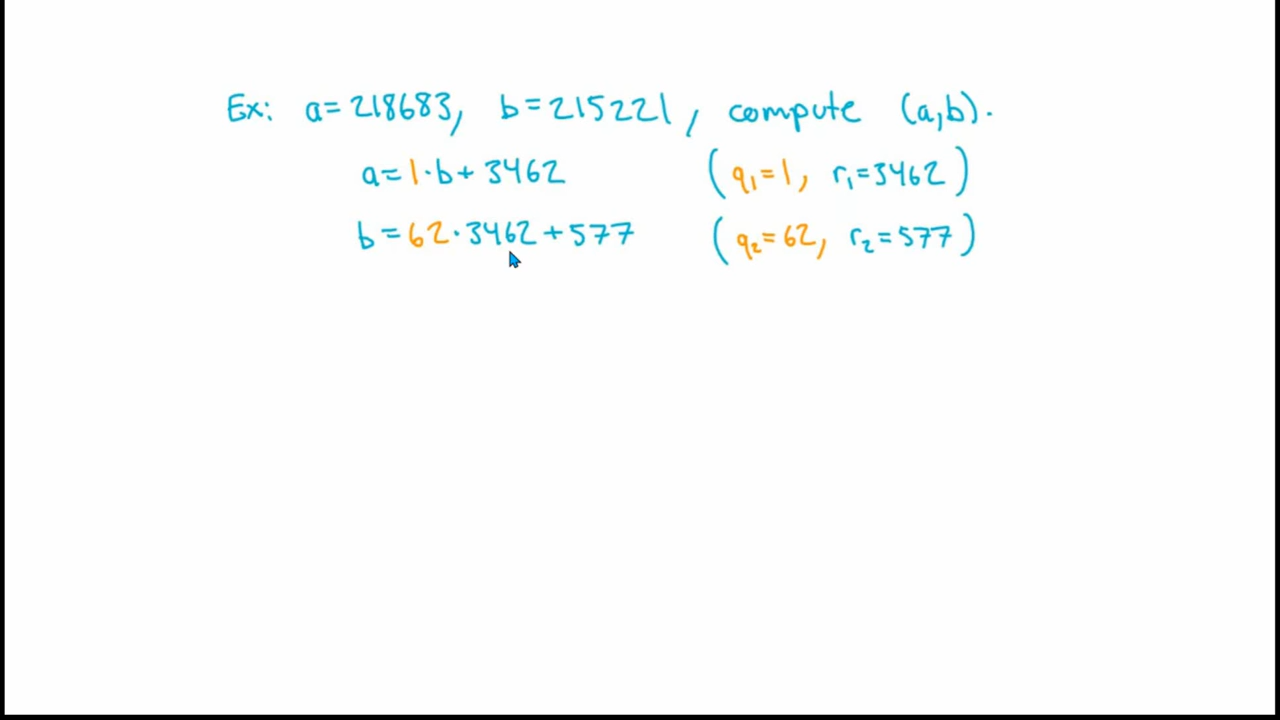 Ex: a=218683, b=215221, compute (a,b).
a=1·b+3462 (q₁=1, r₁=3462)
b=62·3462+577 (q₂=62, r₂=577)